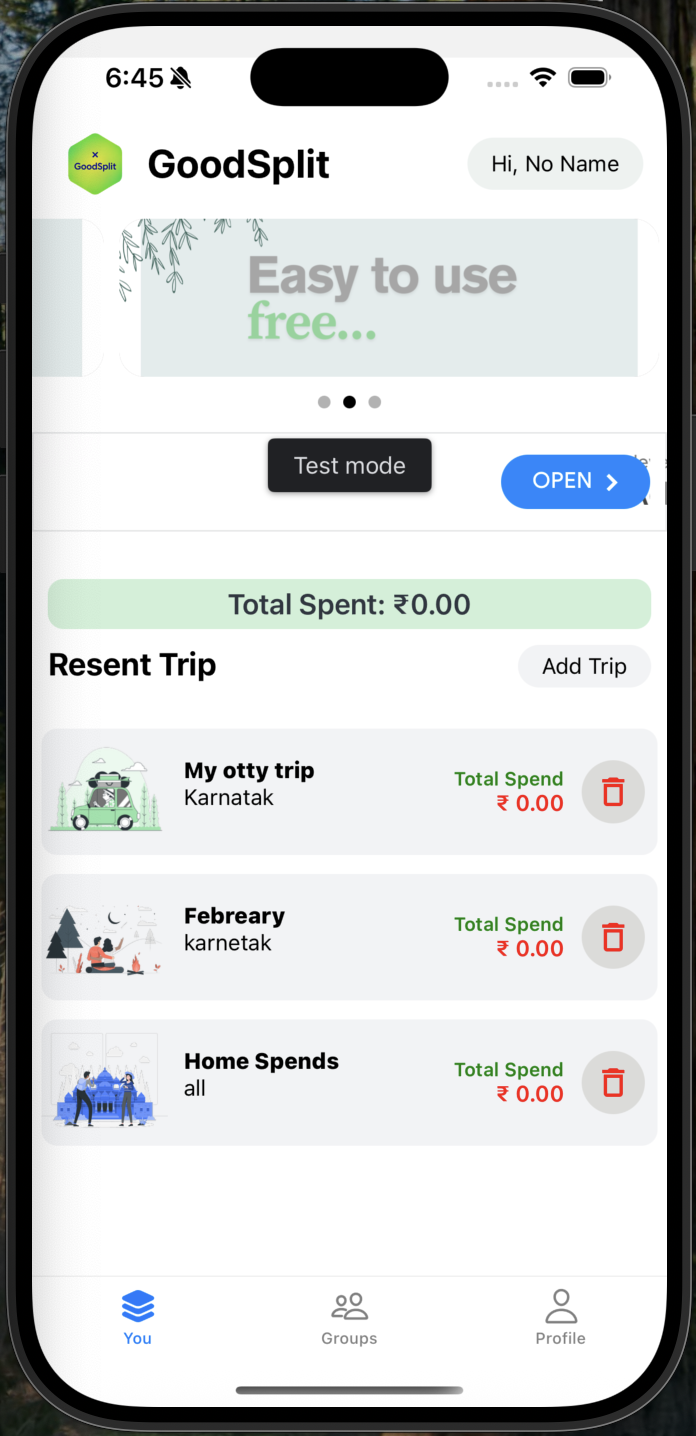 6:45
GoodSplit
GoodSplit
Hi, No Name
Easy to use
free...
Test mode
OPEN
Total Spent: ₹0.00
Resent Trip
Add Trip
My otty trip
Karnatak
Total Spend
₹ 0.00
Febreary
karnetak
Total Spend
₹ 0.00
Home Spends
all
Total Spend
₹ 0.00
You
Groups
Profile